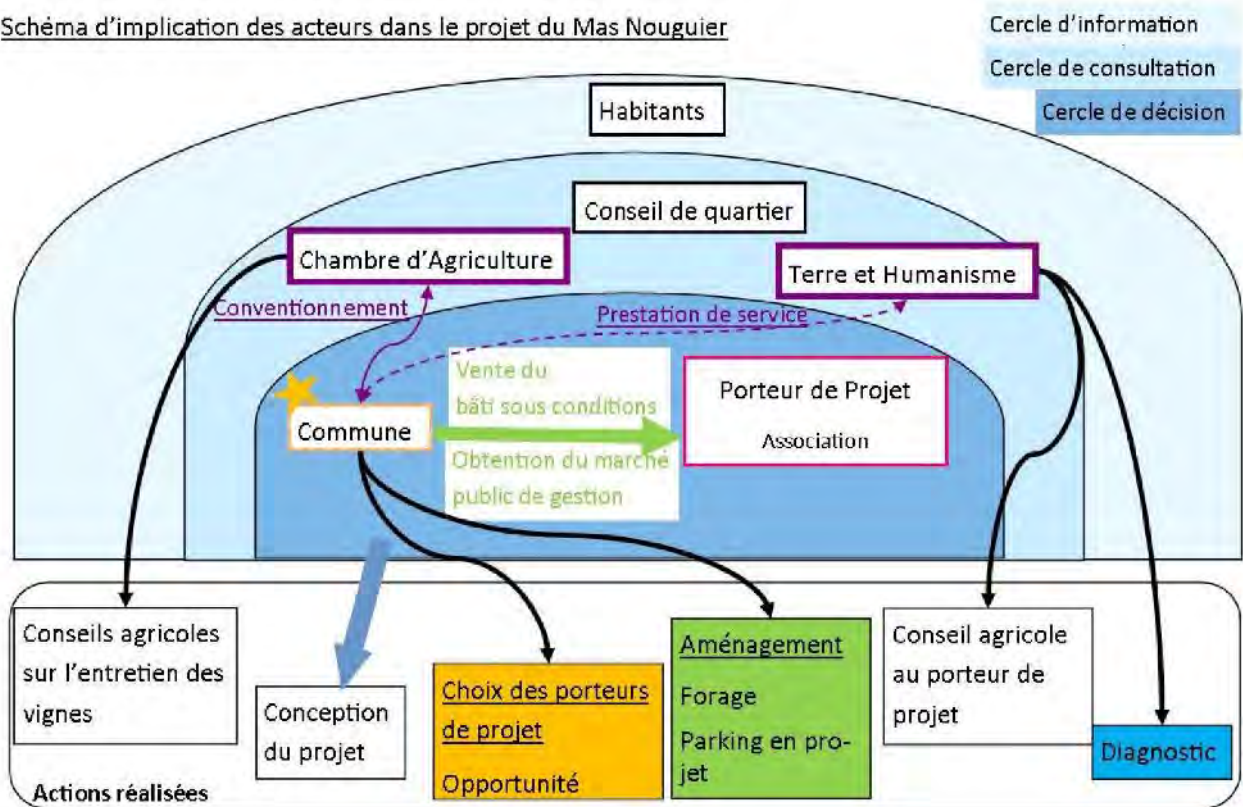 Schéma d'implication des acteurs dans le projet du Mas Nouguier
Cercle d'information
Cercle de consultation
Cercle de décision
Habitants
Conseil de quartier
Chambre d'Agriculture
Terre et Humanisme
Conventionnement
Prestation de service
Vente du
bâti sous conditions
Commune
Obtention du marché
public de gestion
Porteur de Projet
Association
Conseils agricoles
sur l'entretien des
vignes
Conception
du projet
Choix des porteurs
de projet
Opportunité
Aménagement
Forage
Parking en pro-
jet
Conseil agricole
au porteur de
projet
Diagnostic
Actions réalisées